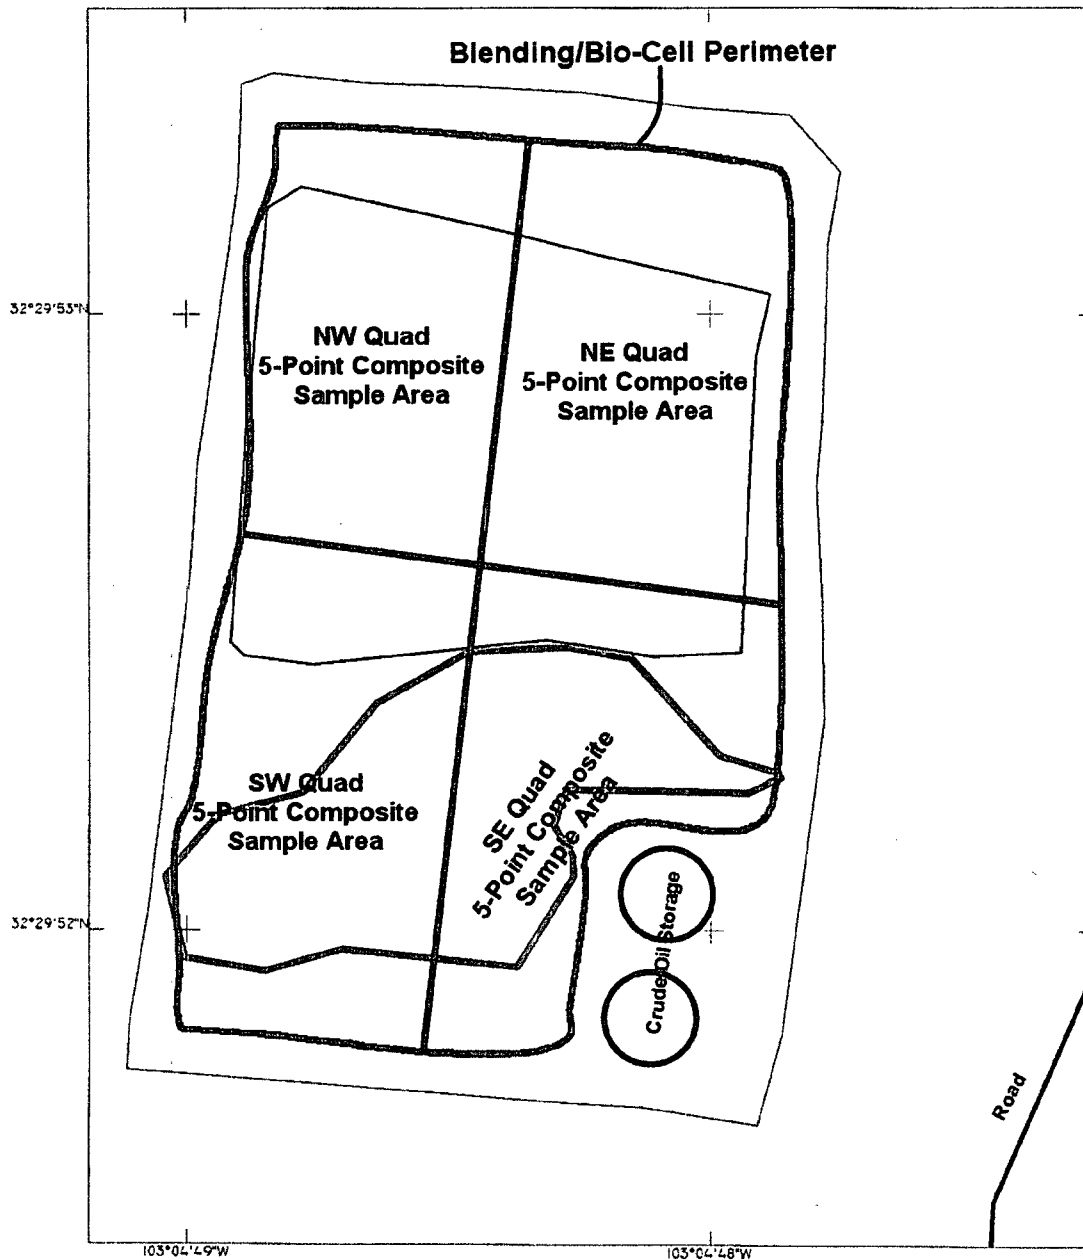 Blending/Bio-Cell Perimeter
32°29'53"N
NW Quad
5-Point Composite
Sample Area
NE Quad
5-Point Composite
Sample Area
SW Quad
5-Point Composite
Sample Area
SE Quad
5-Point Composite
Sample Area
32°29'52"N
Crude Oil Storage
Road
103°04'49"W
103°04'48"W